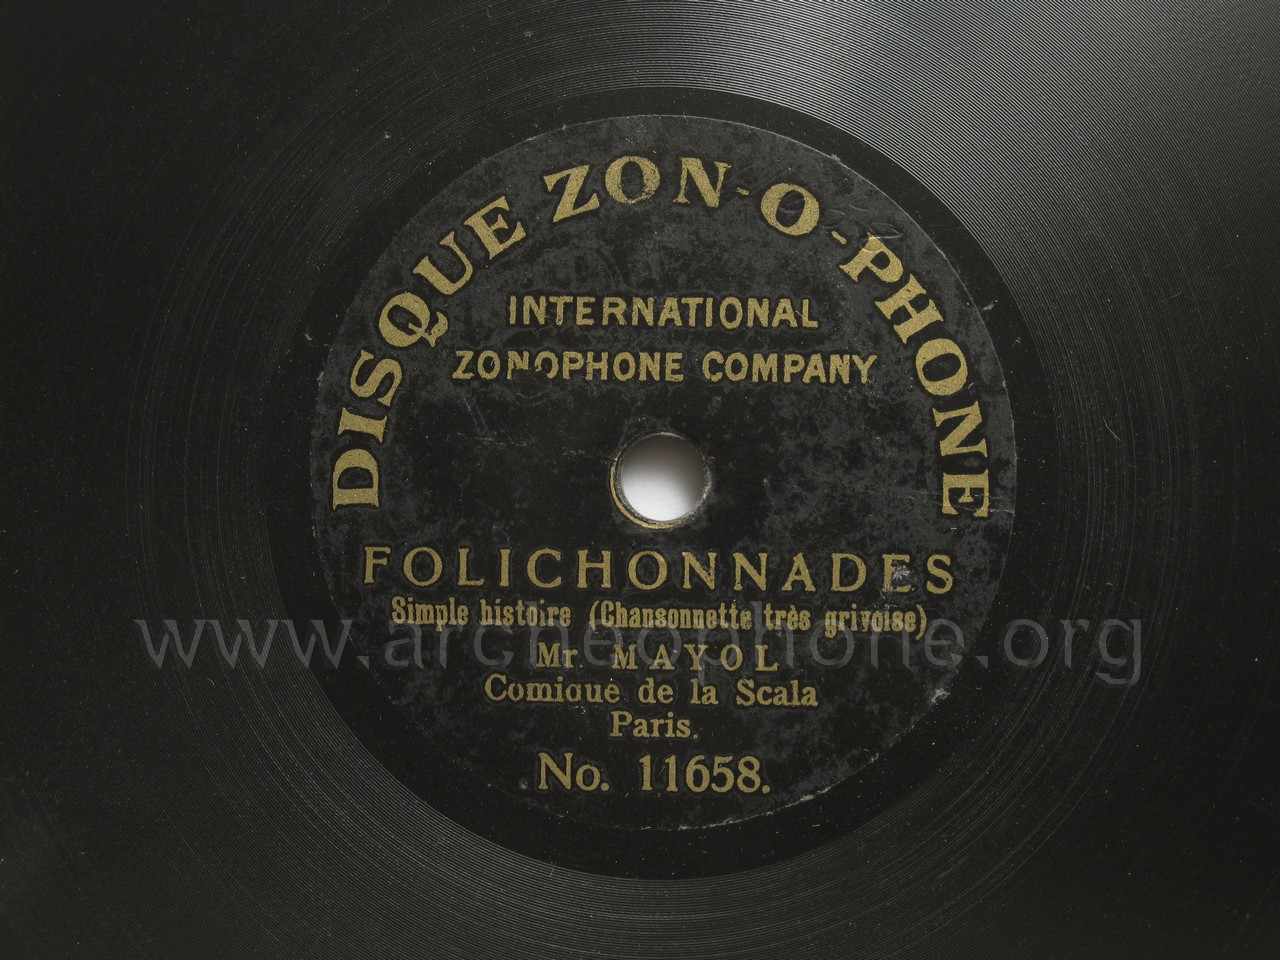 DISQUE ZON-O-PHONE
INTERNATIONAL
ZONOPHONE COMPANY
FOLICHONNADES
Simple histoire (Chansonnette très grivoise)
www.archeophone.org
Mr. MAYOL
Comique de la Scala
Paris.
No. 11658.